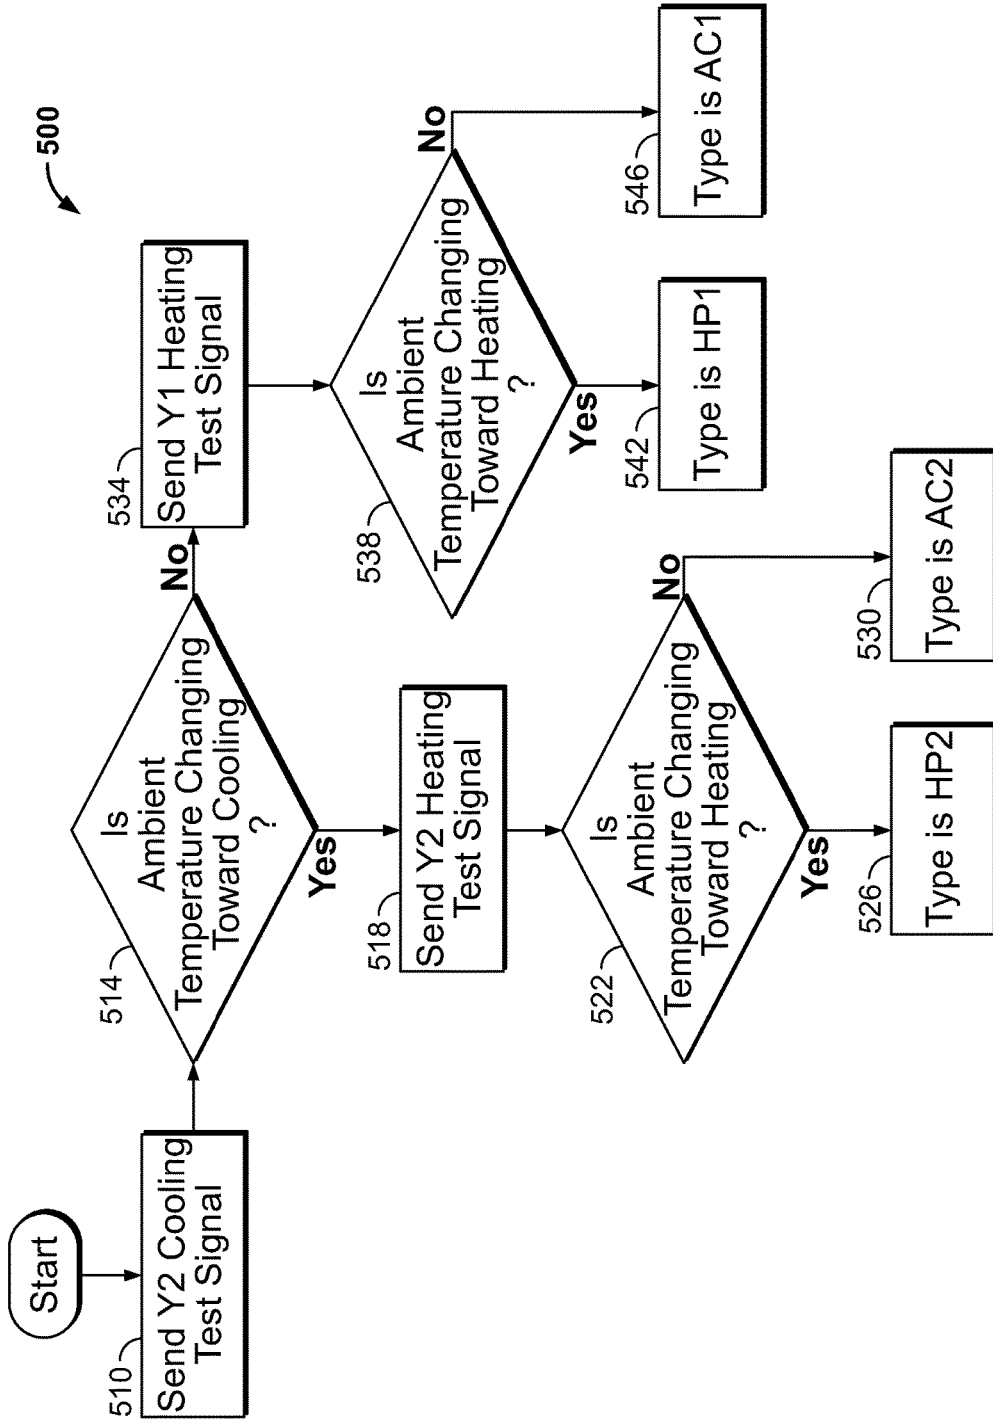 500
Start
510
Send Y2 Cooling
Test Signal
514
Is
Ambient
Temperature Changing
Toward Cooling
?
No
Yes
534
Send Y1 Heating
Test Signal
538
Is
Ambient
Temperature Changing
Toward Heating
?
No
Yes
546
Type is AC1
542
Type is HP1
518
Send Y2 Heating
Test Signal
522
Is
Ambient
Temperature Changing
Toward Heating
?
No
Yes
530
Type is AC2
526
Type is HP2